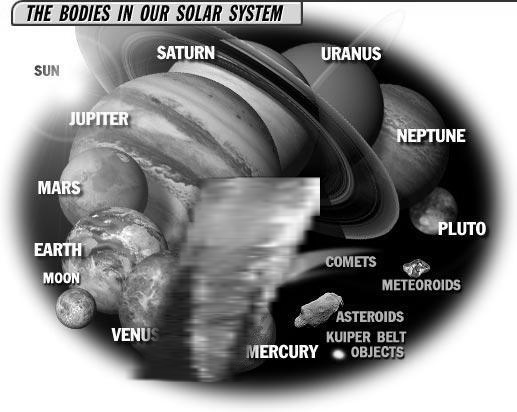 THE BODIES IN OUR SOLAR SYSTEM
SATURN
URANUS
SUN
JUPITER
NEPTUNE
MARS
PLUTO
EARTH
COMETS
MOON
METEOROIDS
ASTEROIDS
VENUS
KUIPER BELT
OBJECTS
MERCURY